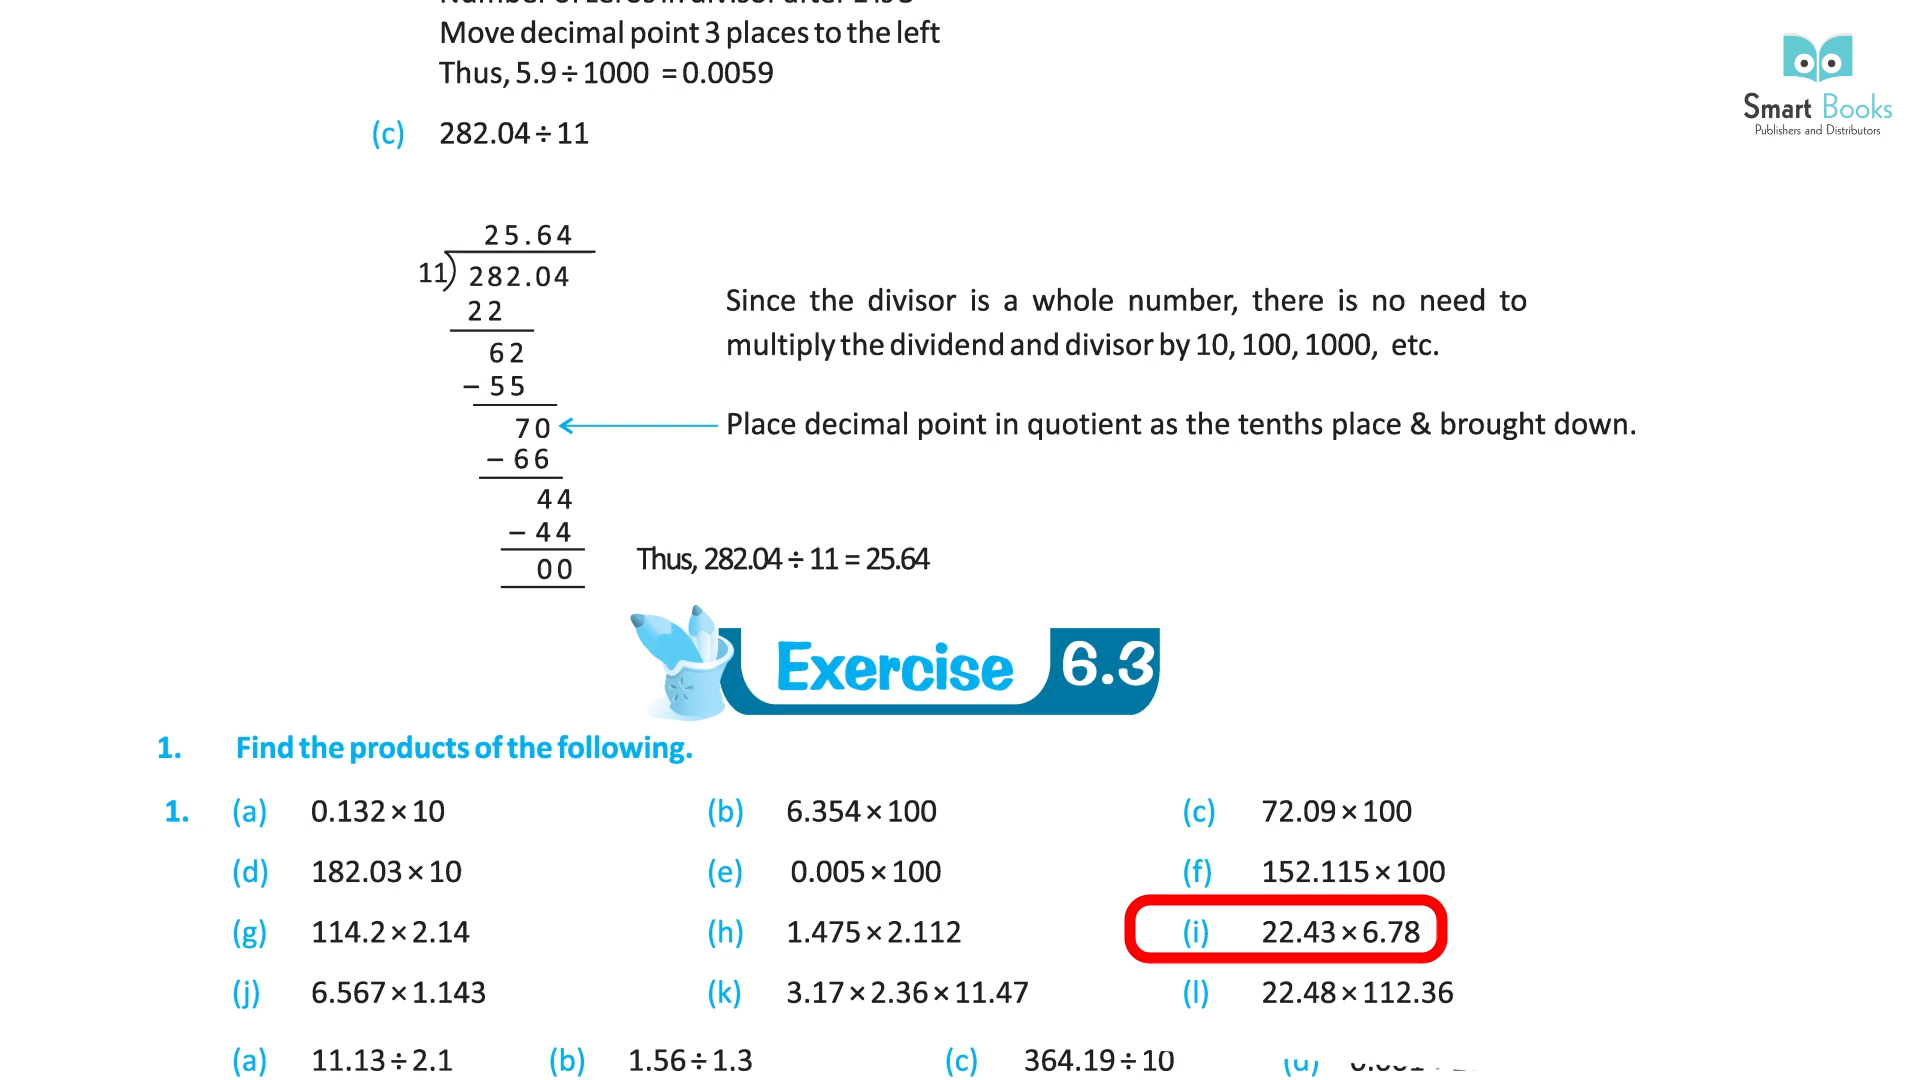 Move decimal point 3 places to the left
Thus, 5.9 ÷ 1000 = 0.0059
Smart Books
Publishers and Distributors
(c) 282.04 ÷ 11
25.64
11) 282.04
22
62
– 55
70
– 66
44
– 44
00
Since the divisor is a whole number, there is no need to
multiply the dividend and divisor by 10, 100, 1000, etc.
Place decimal point in quotient as the tenths place & brought down.
Thus, 282.04 ÷ 11 = 25.64
Exercise 6.3
1. Find the products of the following.
1. (a) 0.132 × 10 (b) 6.354 × 100 (c) 72.09 × 100
(d) 182.03 × 10 (e) 0.005 × 100 (f) 152.115 × 100
(g) 114.2 × 2.14 (h) 1.475 × 2.112 (i) 22.43 × 6.78
(j) 6.567 × 1.143 (k) 3.17 × 2.36 × 11.47 (l) 22.48 × 112.36
(a) 11.13 ÷ 2.1 (b) 1.56 ÷ 1.3 (c) 364.19 ÷ 10